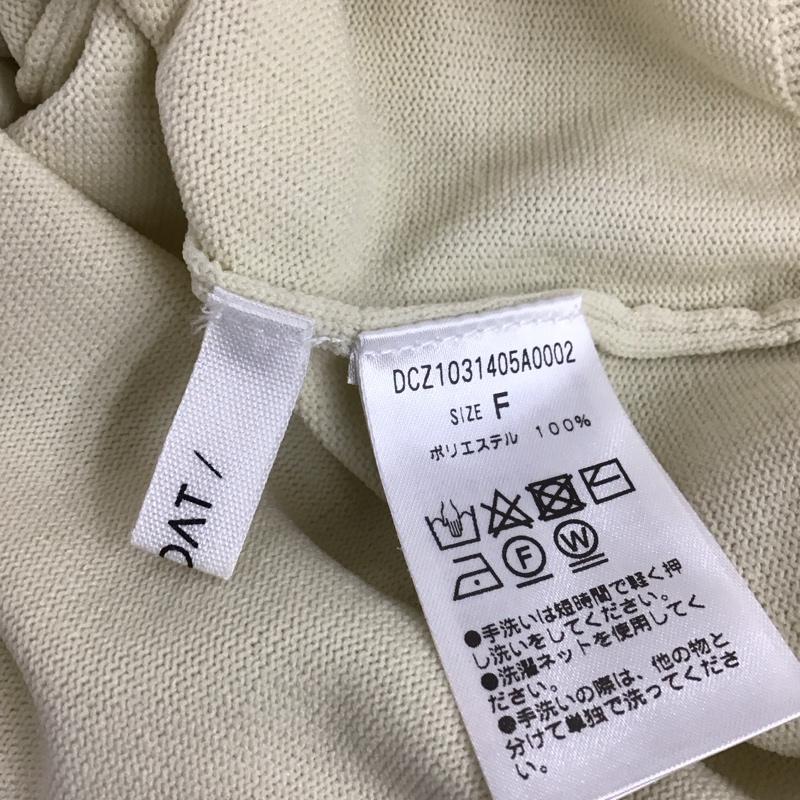 DCZ1031405A0002
SIZE F
ポリエステル 100%
F W
●手洗いは短時間で軽く押
し洗いをしてください。
●洗濯ネットを使用してく
ださい。
●手洗いの際は、他の物と
分けて単独で洗ってくださ
い。